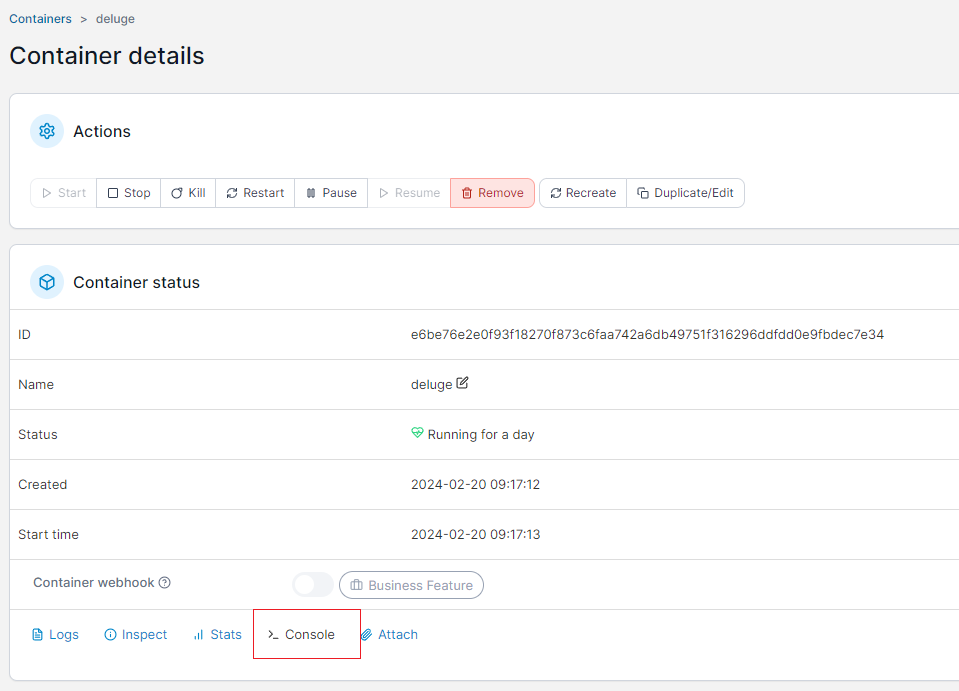 Containers > deluge
Container details
Actions
Start Stop Kill Restart Pause Resume Remove Recreate Duplicate/Edit
Container status
ID e6be76e2e0f93f18270f873c6faa742a6db49751f316296ddfdd0e9fbdec7e34
Name deluge
Status Running for a day
Created 2024-02-20 09:17:12
Start time 2024-02-20 09:17:13
Container webhook Business Feature
Logs Inspect Stats >_ Console Attach